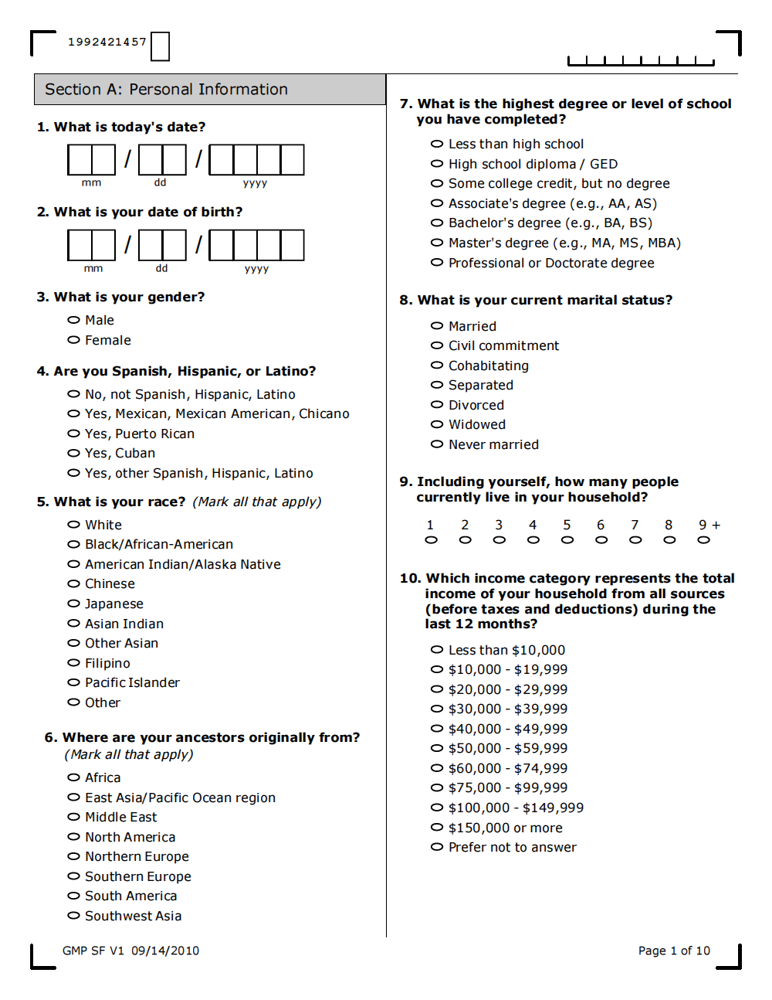 1992421457
Section A: Personal Information
1. What is today's date?
/ /
mm dd yyyy
2. What is your date of birth?
/ /
mm dd yyyy
3. What is your gender?
Male
Female
4. Are you Spanish, Hispanic, or Latino?
No, not Spanish, Hispanic, Latino
Yes, Mexican, Mexican American, Chicano
Yes, Puerto Rican
Yes, Cuban
Yes, other Spanish, Hispanic, Latino
5. What is your race? (Mark all that apply)
White
Black/African-American
American Indian/Alaska Native
Chinese
Japanese
Asian Indian
Other Asian
Filipino
Pacific Islander
Other
6. Where are your ancestors originally from?
(Mark all that apply)
Africa
East Asia/Pacific Ocean region
Middle East
North America
Northern Europe
Southern Europe
South America
Southwest Asia
7. What is the highest degree or level of school
you have completed?
Less than high school
High school diploma / GED
Some college credit, but no degree
Associate's degree (e.g., AA, AS)
Bachelor's degree (e.g., BA, BS)
Master's degree (e.g., MA, MS, MBA)
Professional or Doctorate degree
8. What is your current marital status?
Married
Civil commitment
Cohabitating
Separated
Divorced
Widowed
Never married
9. Including yourself, how many people
currently live in your household?
1 2 3 4 5 6 7 8 9 +
10. Which income category represents the total
income of your household from all sources
(before taxes and deductions) during the
last 12 months?
Less than $10,000
$10,000 - $19,999
$20,000 - $29,999
$30,000 - $39,999
$40,000 - $49,999
$50,000 - $59,999
$60,000 - $74,999
$75,000 - $99,999
$100,000 - $149,999
$150,000 or more
Prefer not to answer
GMP SF V1 09/14/2010
Page 1 of 10